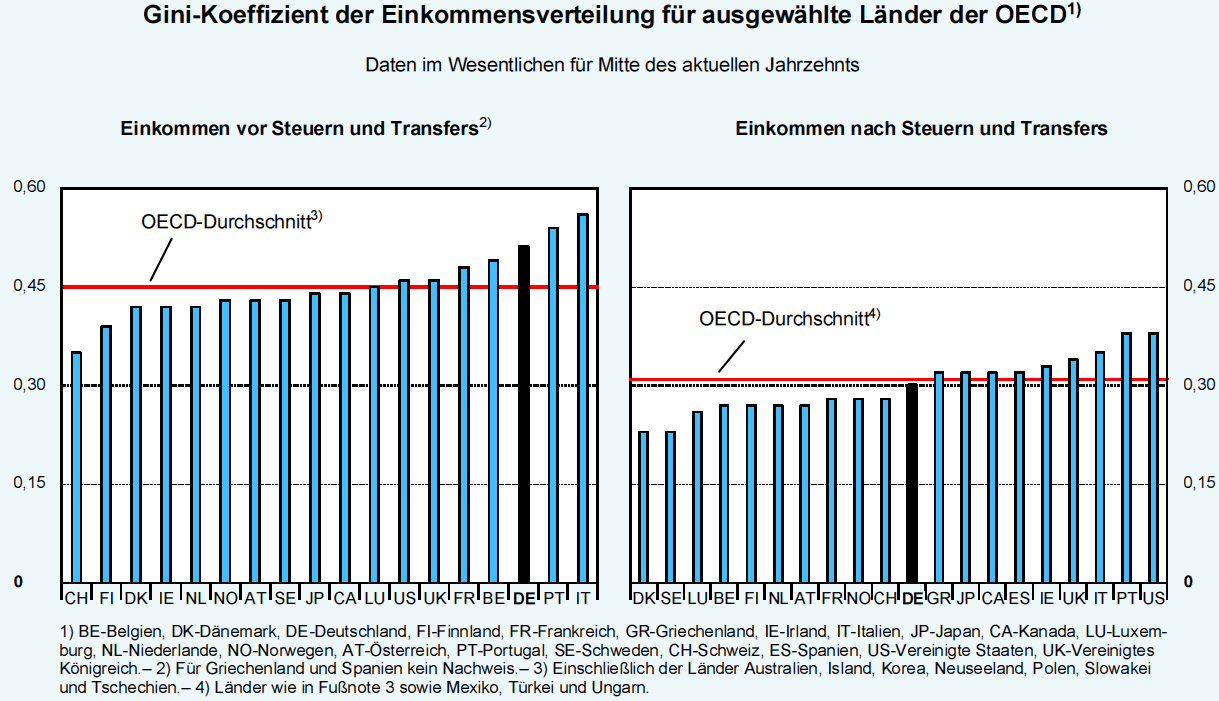 Gini-Koeffizient der Einkommensverteilung für ausgewählte Länder der OECD1)
Daten im Wesentlichen für Mitte des aktuellen Jahrzehnts
Einkommen vor Steuern und Transfers2)
Einkommen nach Steuern und Transfers
0,60
0,45
0,30
0,15
0
OECD-Durchschnitt3)
CH FI DK IE NL NO AT SE JP CA LU US UK FR BE DE PT IT
OECD-Durchschnitt4)
0,60
0,45
0,30
0,15
0
DK SE LU BE FI NL AT FR NO CH DE GR JP CA ES IE UK IT PT US
1) BE-Belgien, DK-Dänemark, DE-Deutschland, FI-Finnland, FR-Frankreich, GR-Griechenland, IE-Irland, IT-Italien, JP-Japan, CA-Kanada, LU-Luxem-
burg, NL-Niederlande, NO-Norwegen, AT-Österreich, PT-Portugal, SE-Schweden, CH-Schweiz, ES-Spanien, US-Vereinigte Staaten, UK-Vereinigtes
Königreich.– 2) Für Griechenland und Spanien kein Nachweis.– 3) Einschließlich der Länder Australien, Island, Korea, Neuseeland, Polen, Slowakei
und Tschechien.– 4) Länder wie in Fußnote 3 sowie Mexiko, Türkei und Ungarn.